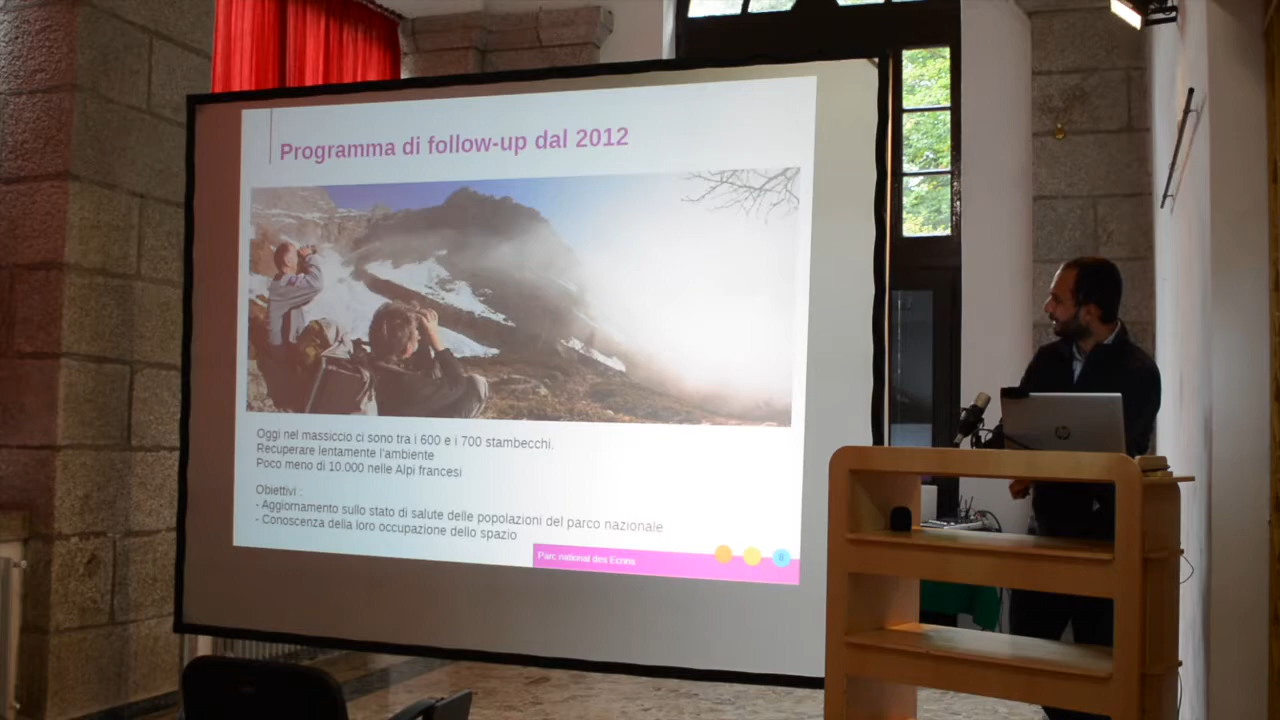 Programma di follow-up dal 2012
Oggi nel massiccio ci sono tra i 600 e i 700 stambecchi.
Recuperare lentamente l'ambiente
Poco meno di 10.000 nelle Alpi francesi
Obiettivi :
- Aggiornamento sullo stato di salute delle popolazioni del parco nazionale
- Conoscenza della loro occupazione dello spazio
Parc national des Ecrins
hp